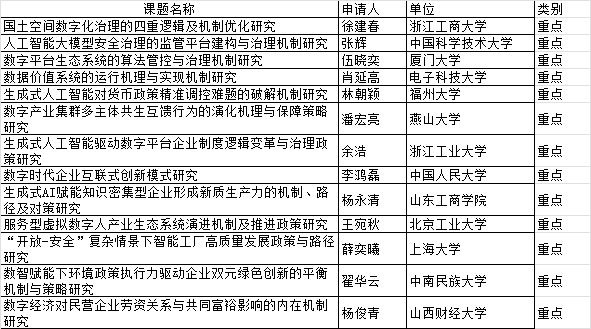 课题名称 申请人 单位 类别
国土空间数字化治理的四重逻辑及机制优化研究 徐建春 浙江工商大学 重点
人工智能大模型安全治理的监管平台建构与治理机制研究 张辉 中国科学技术大学 重点
数字平台生态系统的算法管控与治理机制研究 伍晓奕 厦门大学 重点
数据价值系统的运行机理与实现机制研究 肖延高 电子科技大学 重点
生成式人工智能对货币政策精准调控难题的破解机制研究 林朝颖 福州大学 重点
数字产业集群多主体共生互馈行为的演化机理与保障策略
研究 潘宏亮 燕山大学 重点
生成式人工智能驱动数字平台企业制度逻辑变革与治理政
策研究 余浩 浙江工业大学 重点
数字时代企业互联式创新模式研究 李鸿磊 中国人民大学 重点
生成式AI赋能知识密集型企业形成新质生产力的机制、路
径及对策研究 杨永清 山东工商学院 重点
服务型虚拟数字人产业生态系统演进机制及推进政策研究 王宛秋 北京工业大学 重点
“开放-安全”复杂情景下智能工厂高质量发展政策与路径
研究 薛奕曦 上海大学 重点
数智赋能下环境政策执行力驱动企业双元绿色创新的平衡
机制与策略研究 翟华云 中南民族大学 重点
数字经济对民营企业劳资关系与共同富裕影响的内在机制
研究 杨俊青 山西财经大学 重点